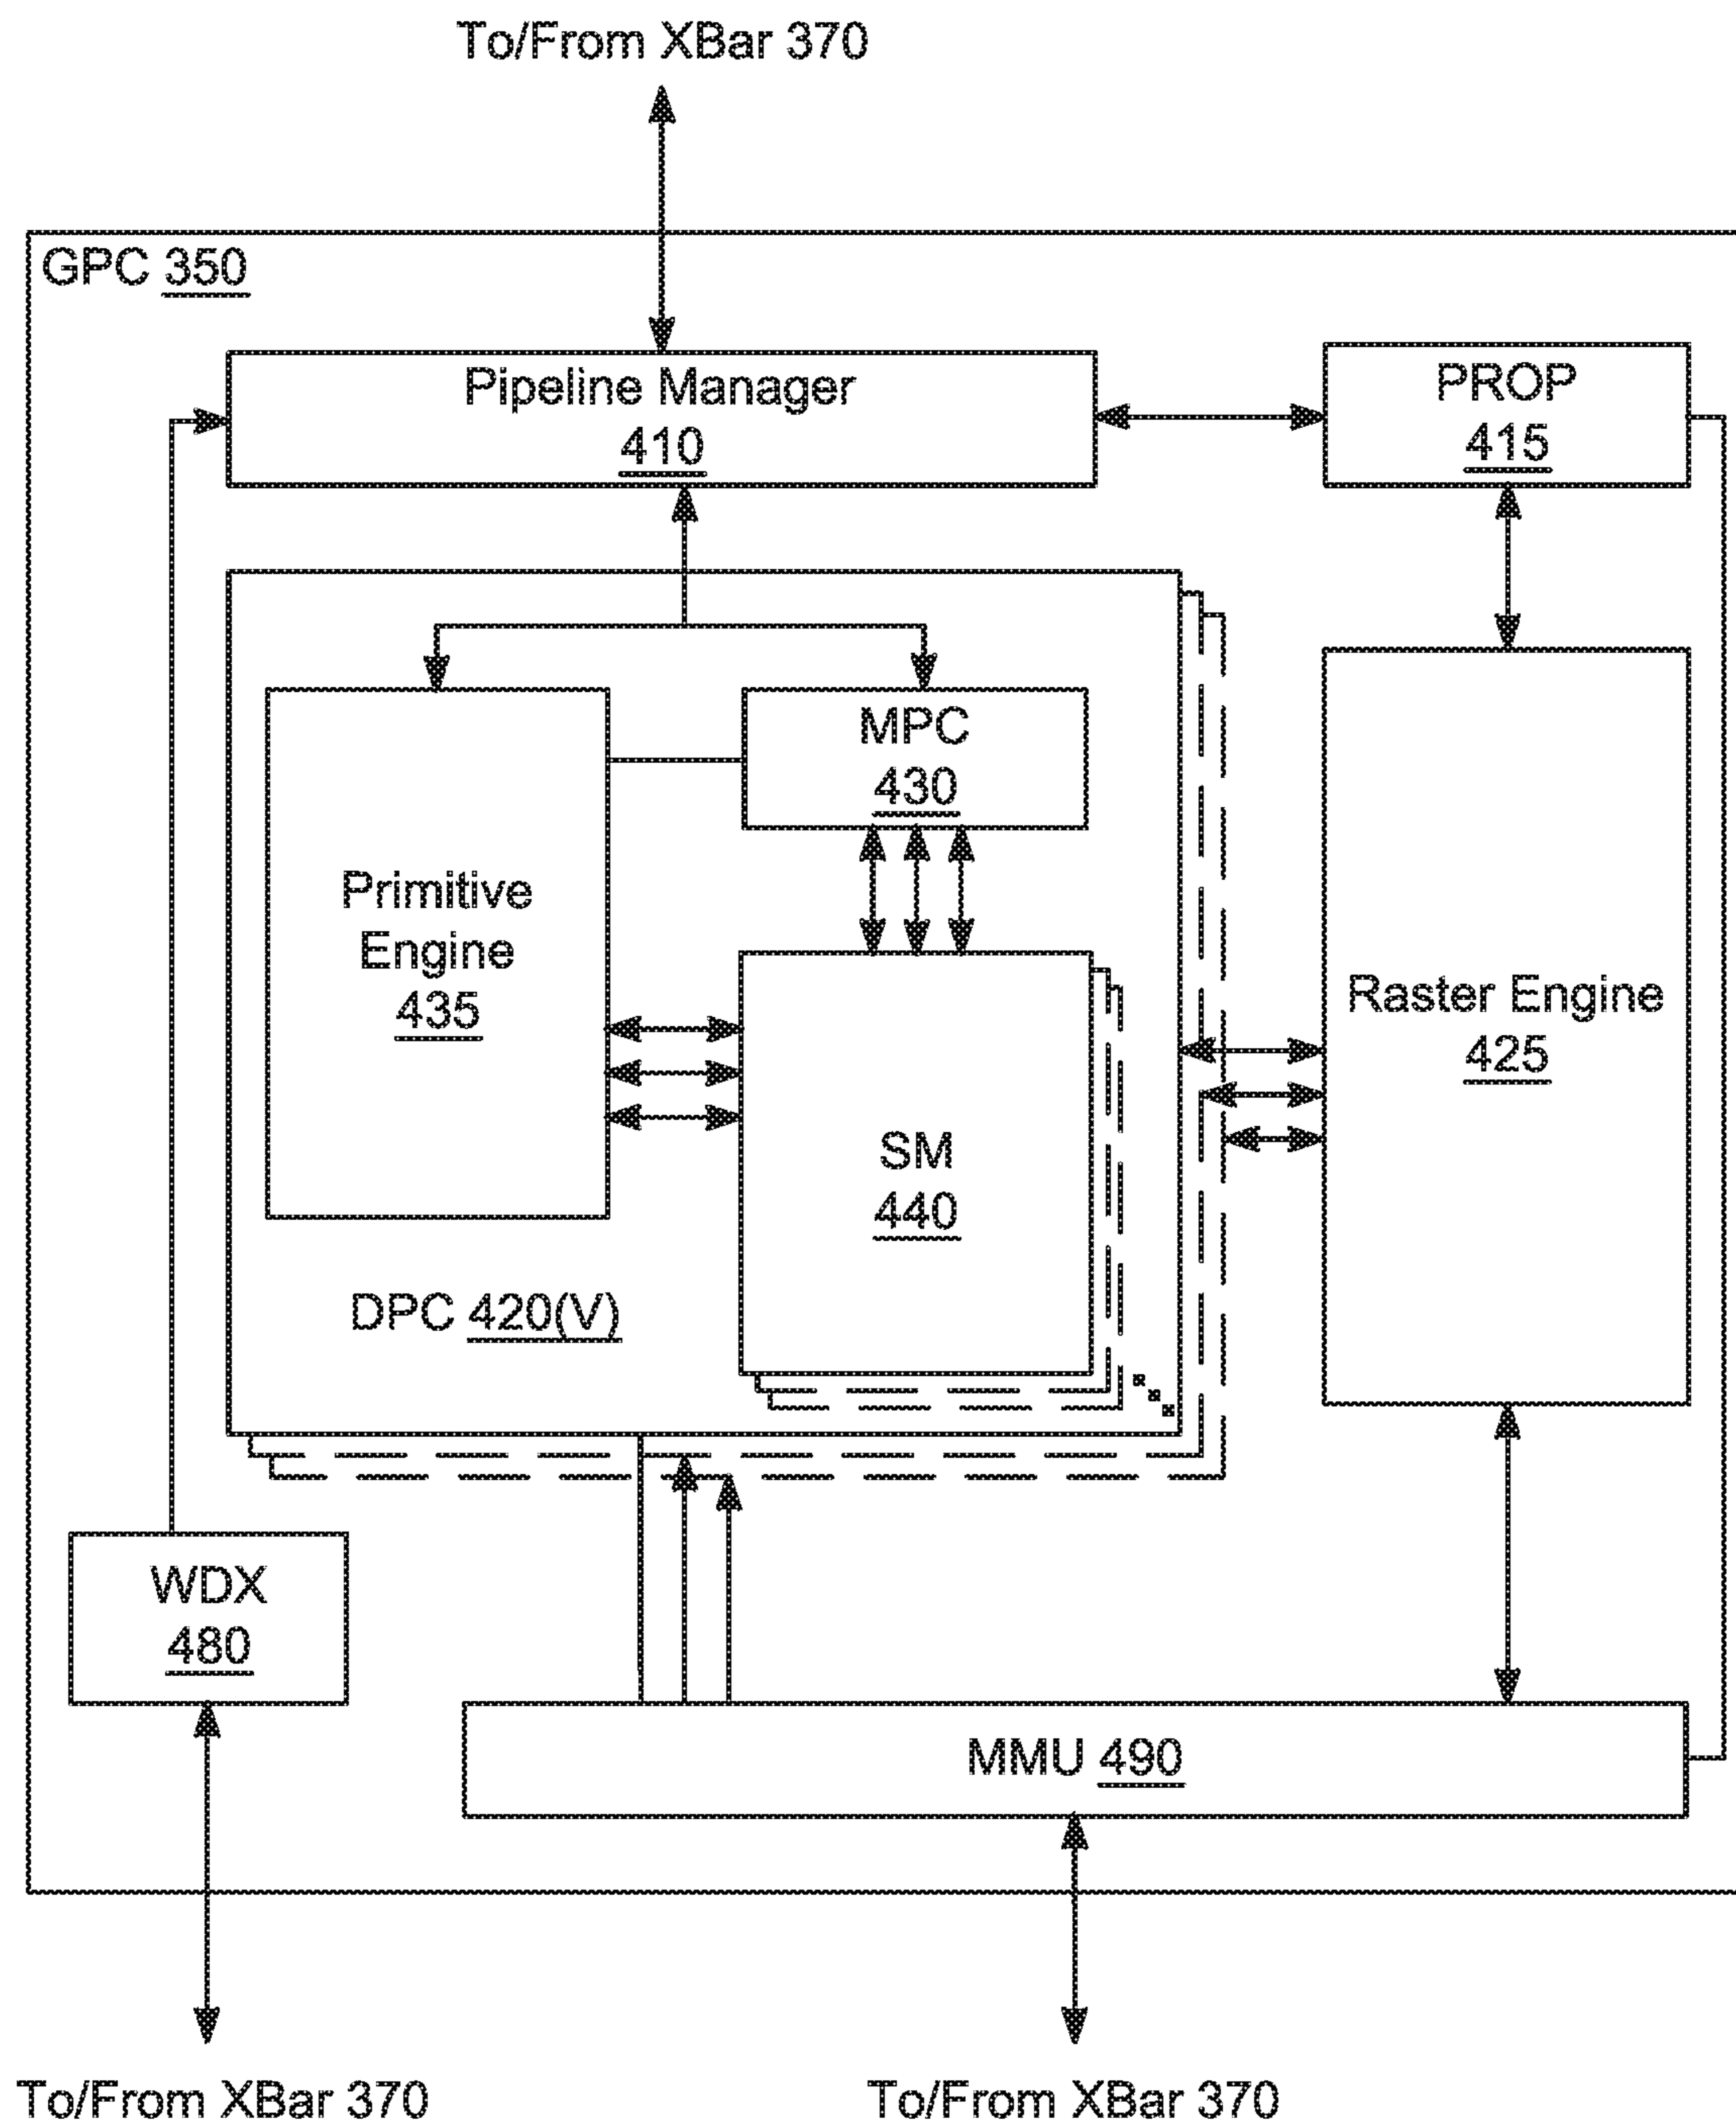 To/From XBar 370
GPC 350
Pipeline Manager
410
PROP
415
MPC
430
Primitive
Engine
435
Raster Engine
425
SM
440
DPC 420(V)
WDX
480
MMU 490
To/From XBar 370
To/From XBar 370